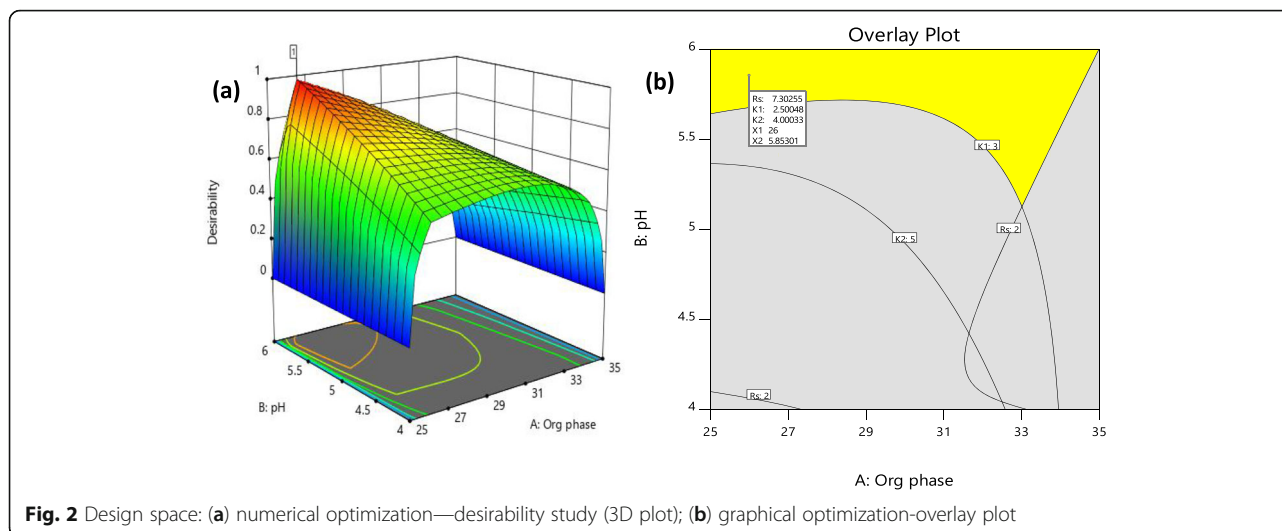 (a)
1
1
0.8
0.6
0.4
0.2
0
Desirability
6
5.5
5
4.5
4
B: pH
25
27
29
31
33
35
A: Org phase
(b)
Overlay Plot
6
5.5
5
4.5
4
B: pH
Rs: 7.30255
K1: 2.50048
K2: 4.00033
X1 26
X2 5.85301
K1: 3
Rs: 2
K2: 5
Rs: 2
25
27
29
31
33
35
A: Org phase
Fig. 2 Design space: (a) numerical optimization—desirability study (3D plot); (b) graphical optimization-overlay plot